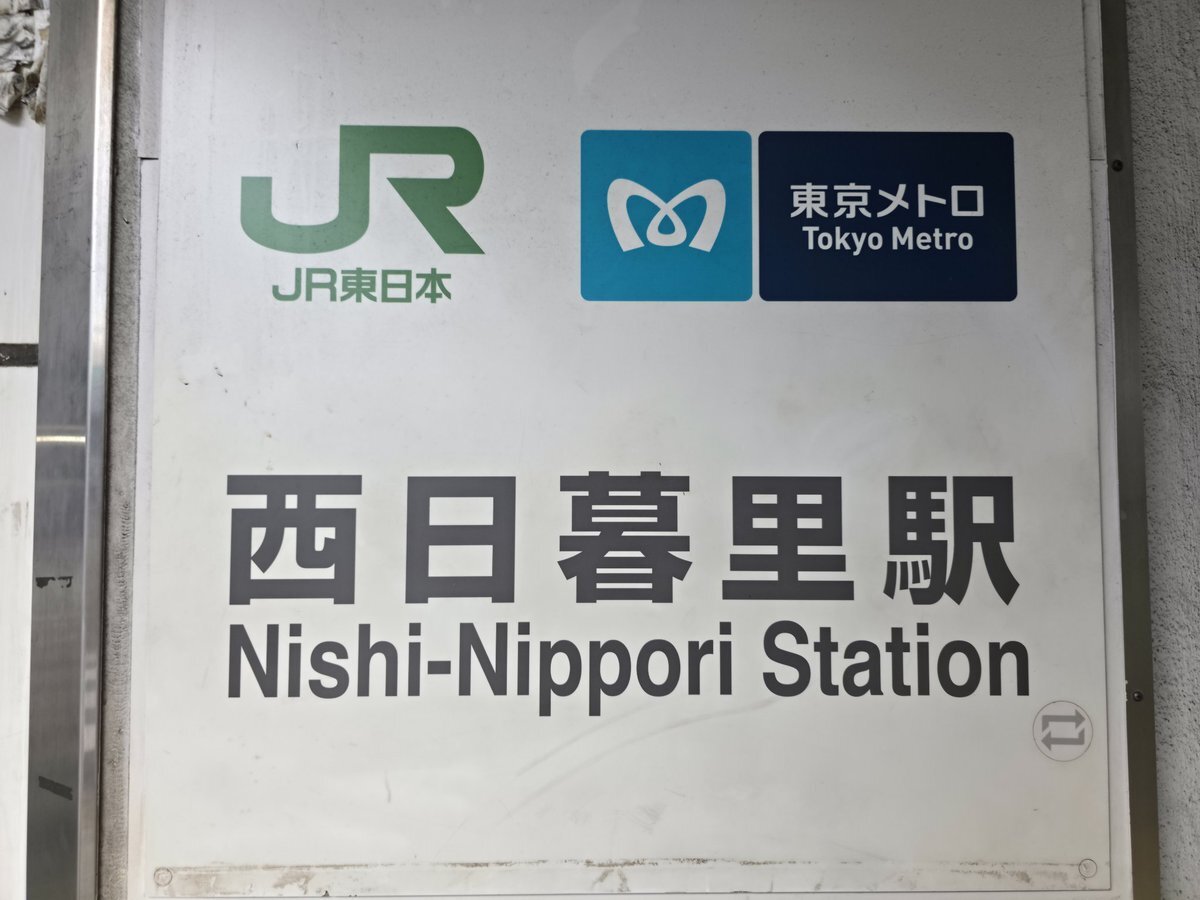 JR
JR東日本
東京メトロ
Tokyo Metro
西日暮里駅
Nishi-Nippori Station